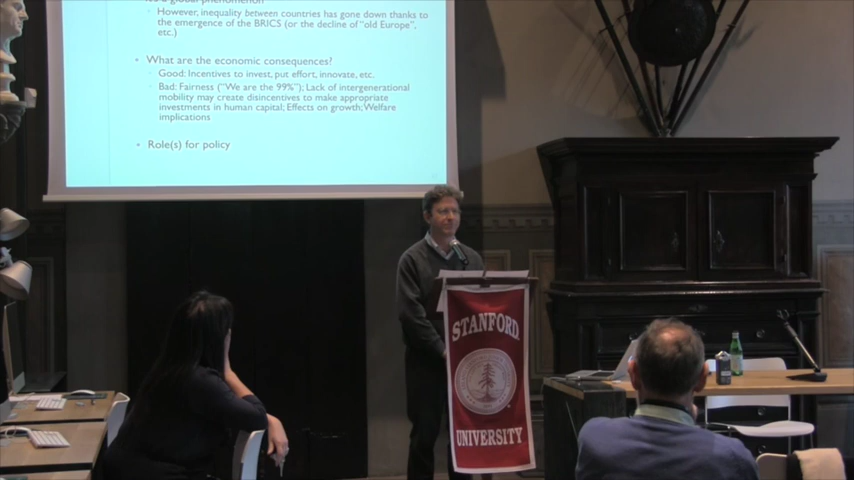 It's a global phenomenon
However, inequality between countries has gone down thanks to
the emergence of the BRICS (or the decline of "old Europe",
etc.)
• What are the economic consequences?
Good: Incentives to invest, put effort, innovate, etc.
Bad: Fairness ("We are the 99%"); Lack of intergenerational
mobility may create disincentives to make appropriate
investments in human capital; Effects on growth; Welfare
implications
• Role(s) for policy
STANFORD
UNIVERSITY